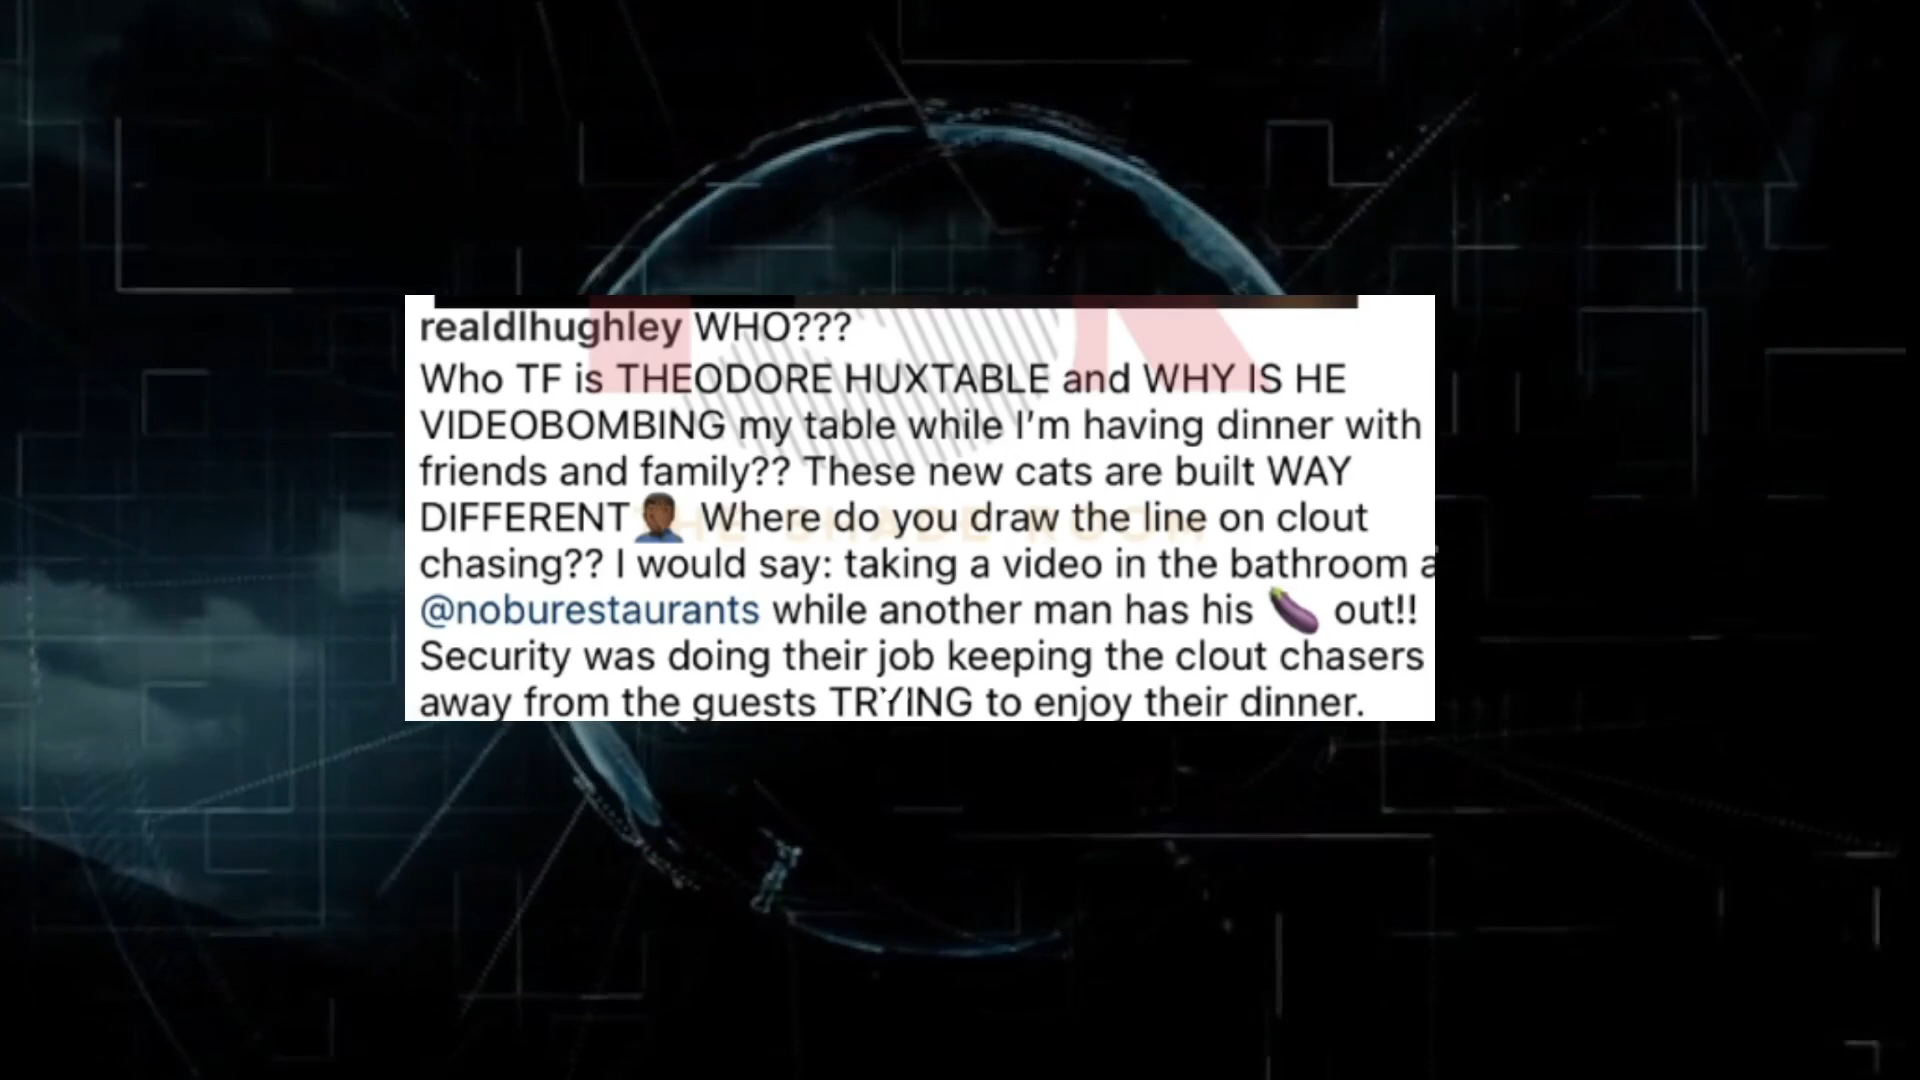 realdlhughley WHO???
Who TF is THEODORE HUXTABLE and WHY IS HE
VIDEOBOMBING my table while I’m having dinner with
friends and family?? These new cats are built WAY
DIFFERENT🤦🏾‍♂️ Where do you draw the line on clout
chasing?? I would say: taking a video in the bathroom a
@noburestaurants while another man has his 🍆 out!!
Security was doing their job keeping the clout chasers
away from the guests TRYING to enjoy their dinner.
THE SHADE ROOM